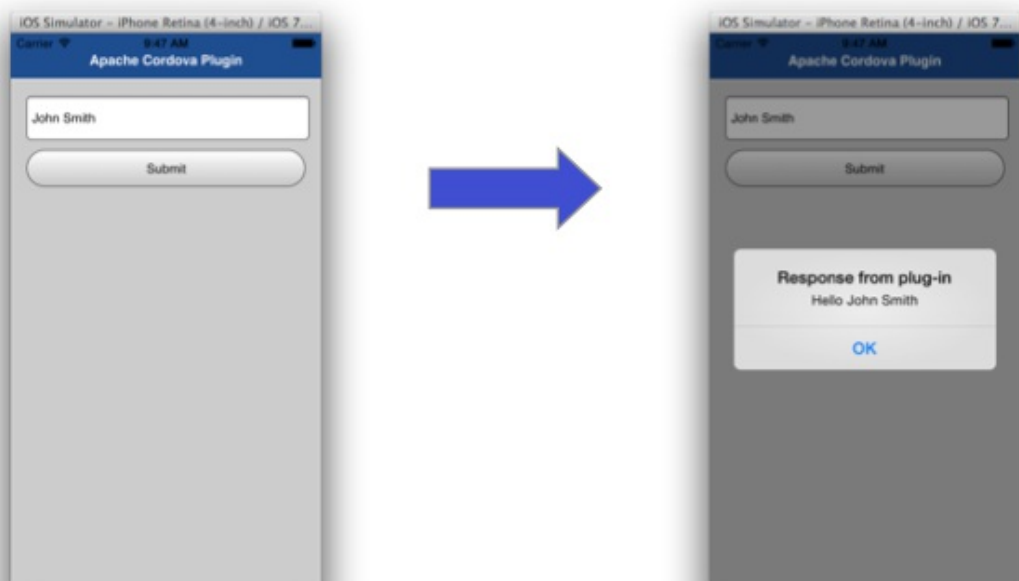 iOS Simulator - iPhone Retina (4-inch) / iOS 7...
Carrier 9:47 AM
Apache Cordova Plugin
John Smith
Submit
iOS Simulator - iPhone Retina (4-inch) / iOS 7...
Carrier 9:47 AM
Apache Cordova Plugin
John Smith
Submit
Response from plug-in
Hello John Smith
OK